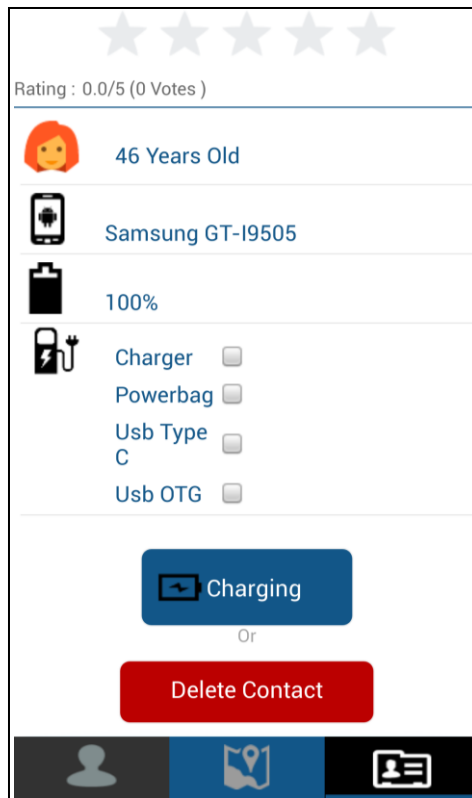 Rating : 0.0/5 (0 Votes )
46 Years Old
Samsung GT-I9505
100%
Charger
Powerbag
Usb Type
C
Usb OTG
Charging
Or
Delete Contact